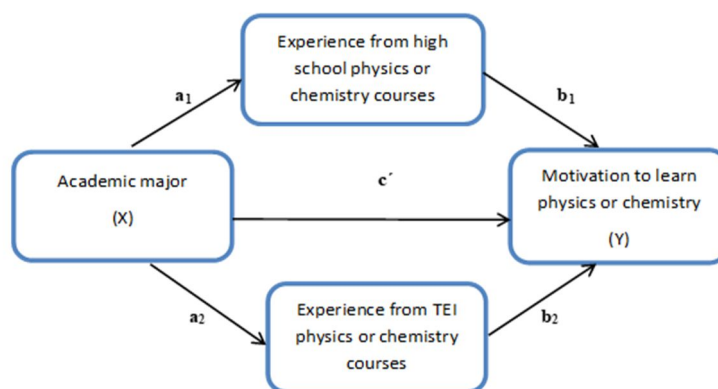 Experience from high
school physics or
chemistry courses
a1
b1
Academic major
(X)
c´
Motivation to learn
physics or chemistry
(Y)
a2
b2
Experience from TEI
physics or chemistry
courses